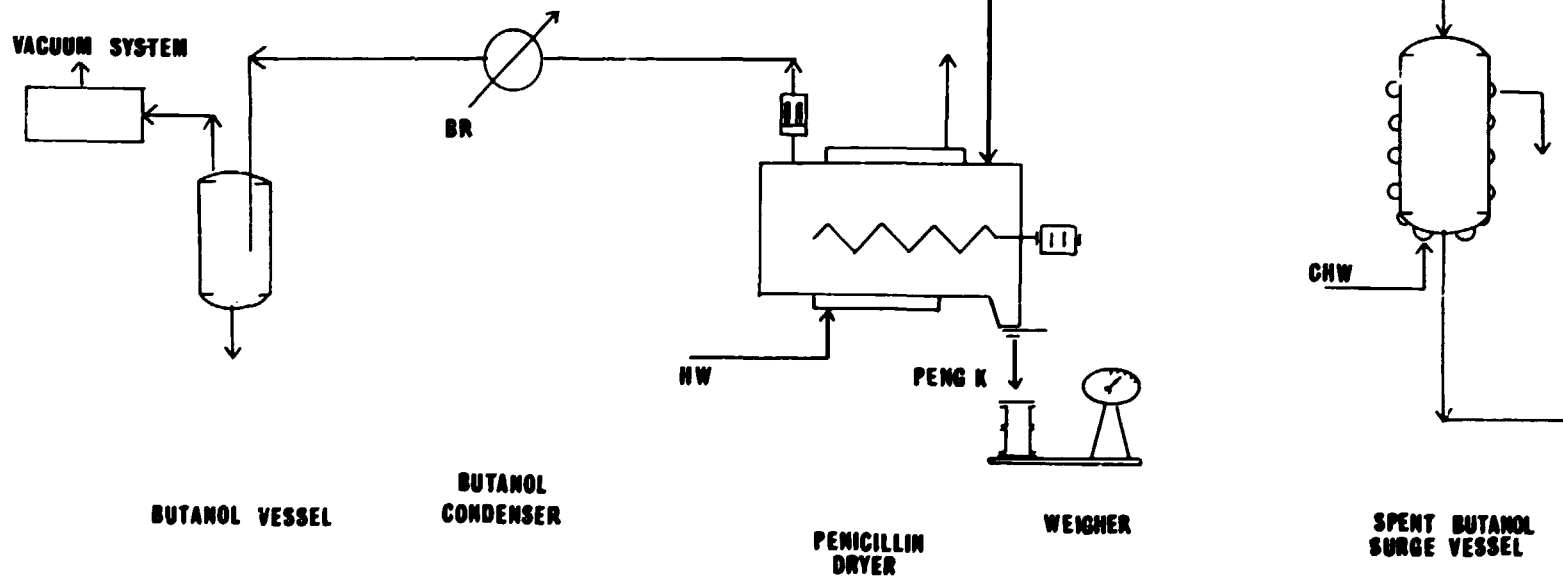 VACUUM SYSTEM
BR
CHW
HW
PENG K
BUTANOL VESSEL
BUTANOL
CONDENSER
PENICILLIN
DRYER
WEIGHER
SPENT BUTANOL
SURGE VESSEL